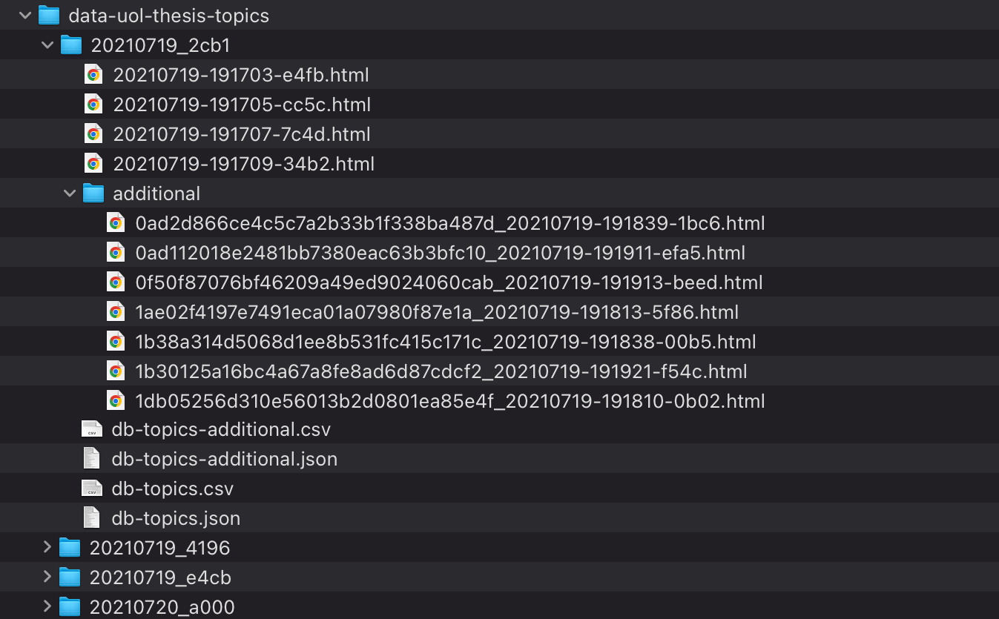 data-uol-thesis-topics
20210719_2cb1
20210719-191703-e4fb.html
20210719-191705-cc5c.html
20210719-191707-7c4d.html
20210719-191709-34b2.html
additional
0ad2d866ce4c5c7a2b33b1f338ba487d_20210719-191839-1bc6.html
0ad112018e2481bb7380eac63b3bfc10_20210719-191911-efa5.html
0f50f87076bf46209a49ed9024060cab_20210719-191913-beed.html
1ae02f4197e7491eca01a07980f87e1a_20210719-191813-5f86.html
1b38a314d5068d1ee8b531fc415c171c_20210719-191838-00b5.html
1b30125a16bc4a67a8fe8ad6d87cdcf2_20210719-191921-f54c.html
1db05256d310e56013b2d0801ea85e4f_20210719-191810-0b02.html
db-topics-additional.csv
db-topics-additional.json
db-topics.csv
db-topics.json
20210719_4196
20210719_e4cb
20210720_a000